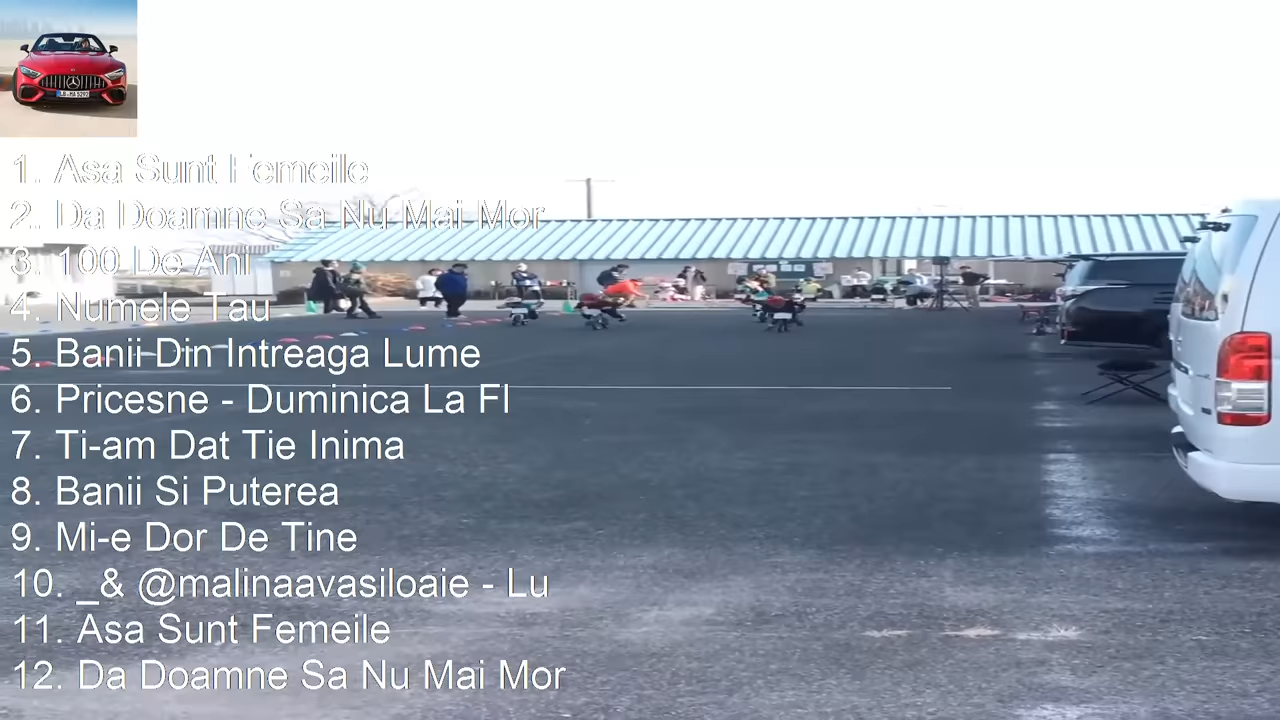 1. Asa Sunt Femeile
2. Da Doamne Sa Nu Mai Mor
3. 100 De Ani
4. Numele Tau
5. Banii Din Intreaga Lume
6. Pricesne - Duminica La Fl
7. Ti-am Dat Tie Inima
8. Banii Si Puterea
9. Mi-e Dor De Tine
10. _& @malinaavasiloaie - Lu
11. Asa Sunt Femeile
12. Da Doamne Sa Nu Mai Mor